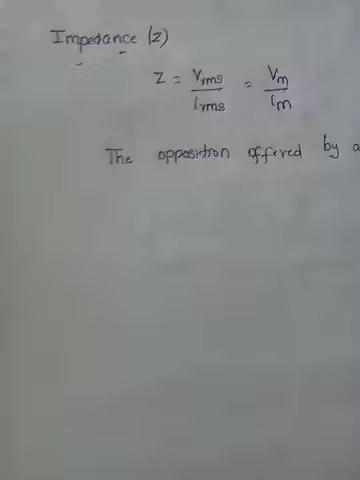 Impedance (Z)
Z = Vrms / irms = Vm / im
The opposition offered by a